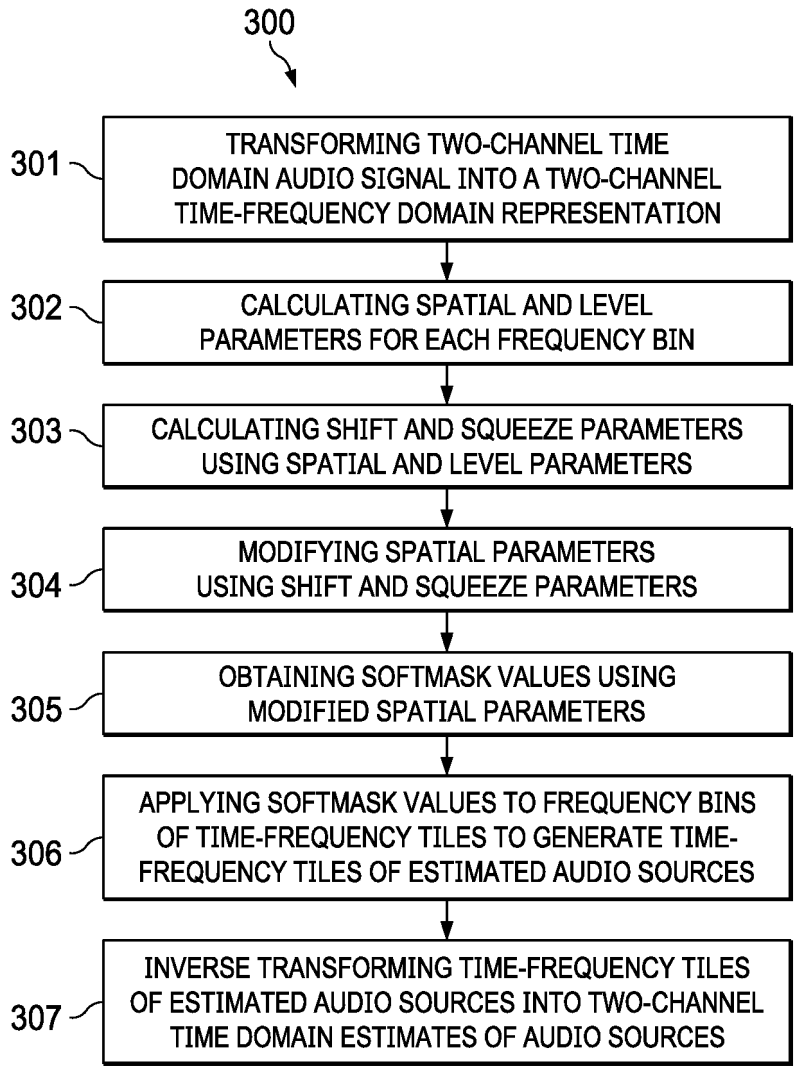 300
301
TRANSFORMING TWO-CHANNEL TIME
DOMAIN AUDIO SIGNAL INTO A TWO-CHANNEL
TIME-FREQUENCY DOMAIN REPRESENTATION
302
CALCULATING SPATIAL AND LEVEL
PARAMETERS FOR EACH FREQUENCY BIN
303
CALCULATING SHIFT AND SQUEEZE PARAMETERS
USING SPATIAL AND LEVEL PARAMETERS
304
MODIFYING SPATIAL PARAMETERS
USING SHIFT AND SQUEEZE PARAMETERS
305
OBTAINING SOFTMASK VALUES USING
MODIFIED SPATIAL PARAMETERS
306
APPLYING SOFTMASK VALUES TO FREQUENCY BINS
OF TIME-FREQUENCY TILES TO GENERATE TIME-
FREQUENCY TILES OF ESTIMATED AUDIO SOURCES
307
INVERSE TRANSFORMING TIME-FREQUENCY TILES
OF ESTIMATED AUDIO SOURCES INTO TWO-CHANNEL
TIME DOMAIN ESTIMATES OF AUDIO SOURCES